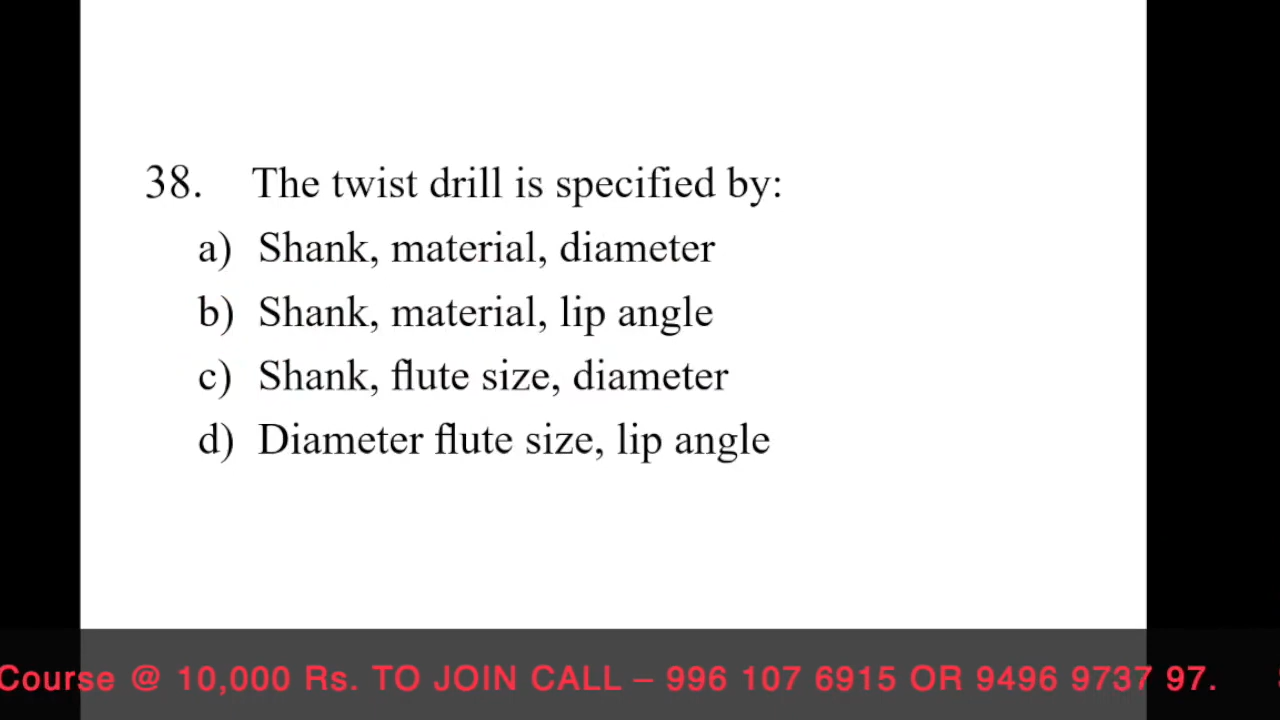 38. The twist drill is specified by:
a) Shank, material, diameter
b) Shank, material, lip angle
c) Shank, flute size, diameter
d) Diameter flute size, lip angle
Course @ 10,000 Rs. TO JOIN CALL – 996 107 6915 OR 9496 9737 97.